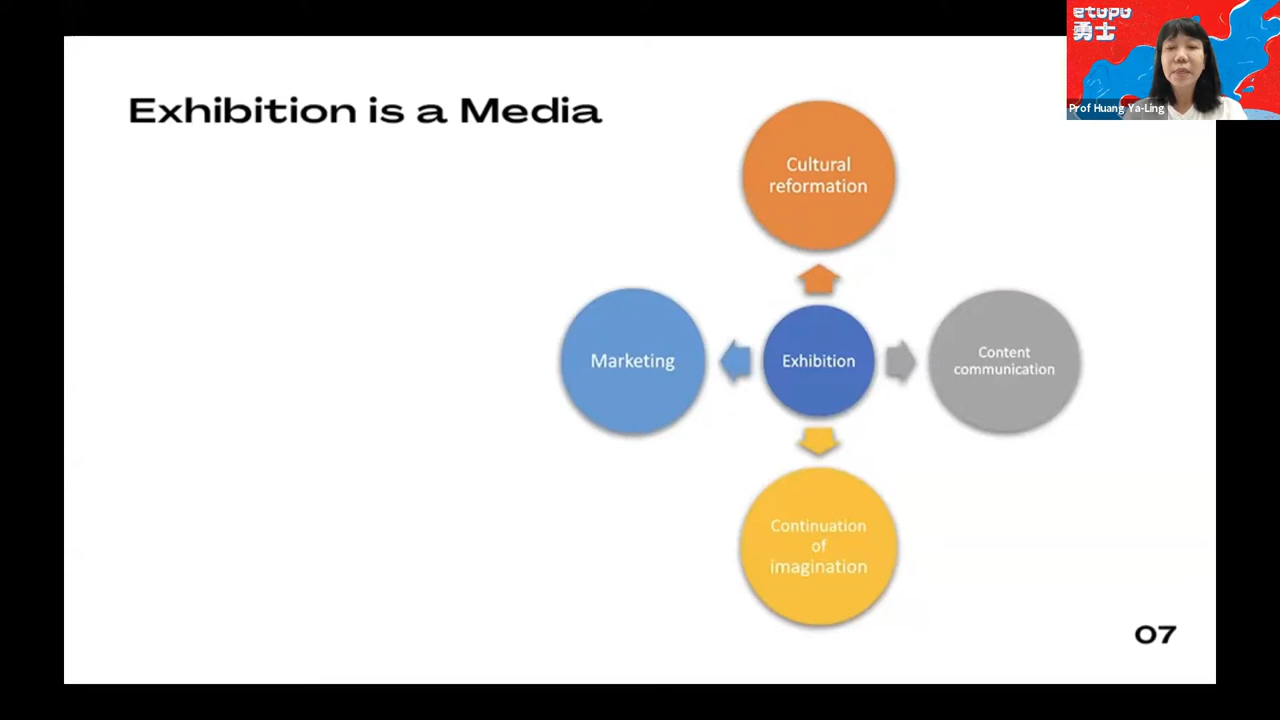 etupu
勇士
Prof Huang Ya-Ling
Exhibition is a Media
Cultural
reformation
Marketing
Exhibition
Content
communication
Continuation
of
imagination
07